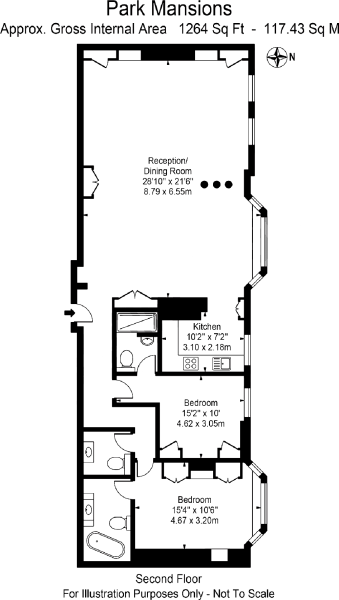 Park Mansions
Approx. Gross Internal Area 1264 Sq Ft - 117.43 Sq M
N
Reception/
Dining Room
28'10" x 21'6"
8.79 x 6.55m
Kitchen
10'2" x 7'2"
3.10 x 2.18m
Bedroom
15'2" x 10'
4.62 x 3.05m
Bedroom
15'4" x 10'6"
4.67 x 3.20m
Second Floor
For Illustration Purposes Only - Not To Scale